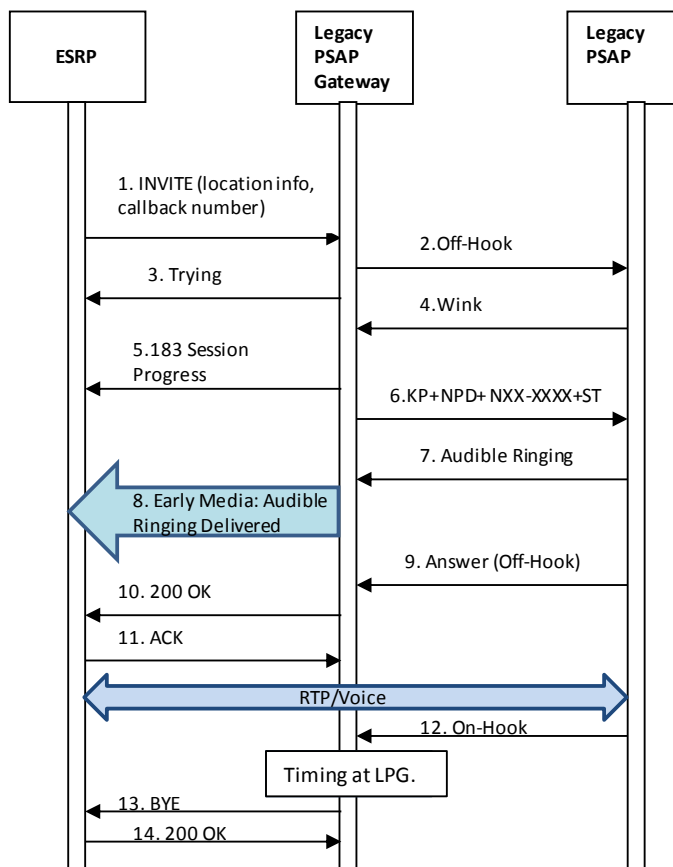 ESRP
Legacy
PSAP
Gateway
Legacy
PSAP
1. INVITE (location info,
callback number)
2.Off-Hook
3. Trying
4.Wink
5.183 Session
Progress
6.KP+NPD+ NXX-XXXX+ST
7. Audible Ringing
8. Early Media: Audible
Ringing Delivered
9. Answer (Off-Hook)
10. 200 OK
11. ACK
RTP/Voice
12. On-Hook
Timing at LPG.
13. BYE
14. 200 OK